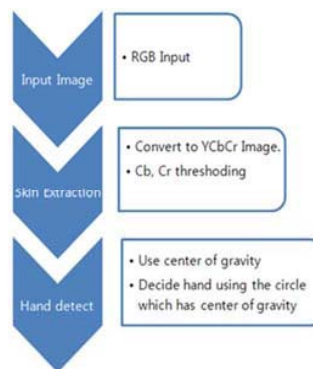 Input Image
• RGB Input
Skin Extraction
• Convert to YCbCr Image.
• Cb, Cr threshoding
Hand detect
• Use center of gravity
• Decide hand using the circle
which has center of gravity